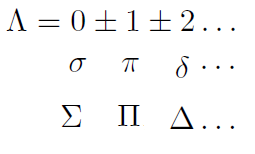 Λ = 0 ± 1 ± 2 ...
σ π δ ...
Σ Π Δ ...